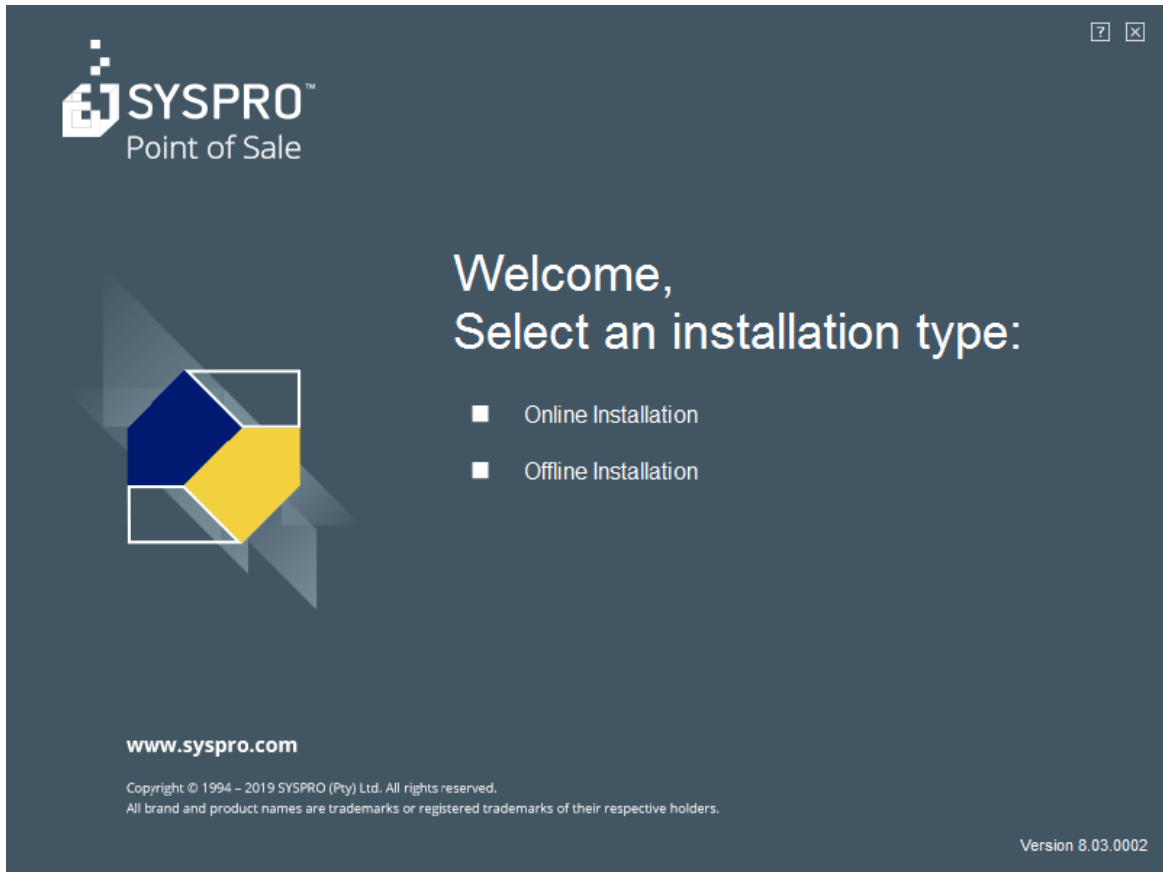 SYSPRO™
Point of Sale
Welcome,
Select an installation type:
Online Installation
Offline Installation
www.syspro.com
Copyright © 1994 – 2019 SYSPRO (Pty) Ltd. All rights reserved.
All brand and product names are trademarks or registered trademarks of their respective holders.
Version 8.03.0002